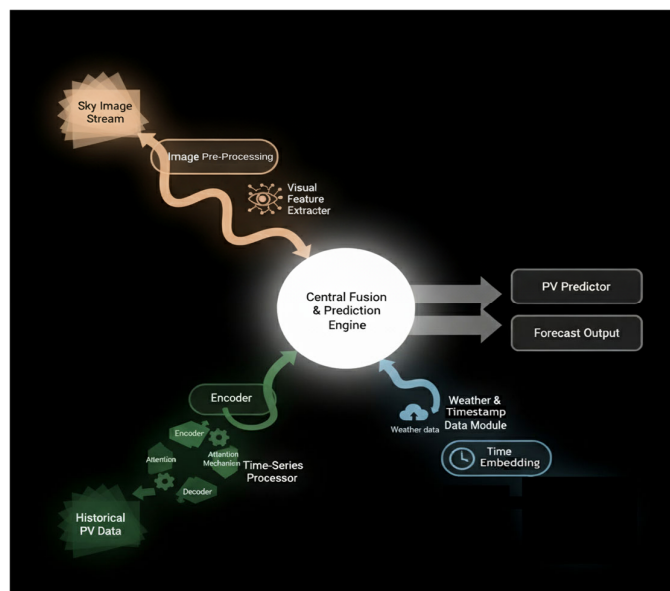 Sky Image
Stream
Image Pre-Processing
Visual
Feature
Extracter
Central Fusion
& Prediction
Engine
PV Predictor
Forecast Output
Encoder
Encoder
Attention
Attention
Mechanicn
Decoder
Time-Series
Processor
Historical
PV Data
Weather &
Timestamp
Data Module
Weather data
Time
Embedding